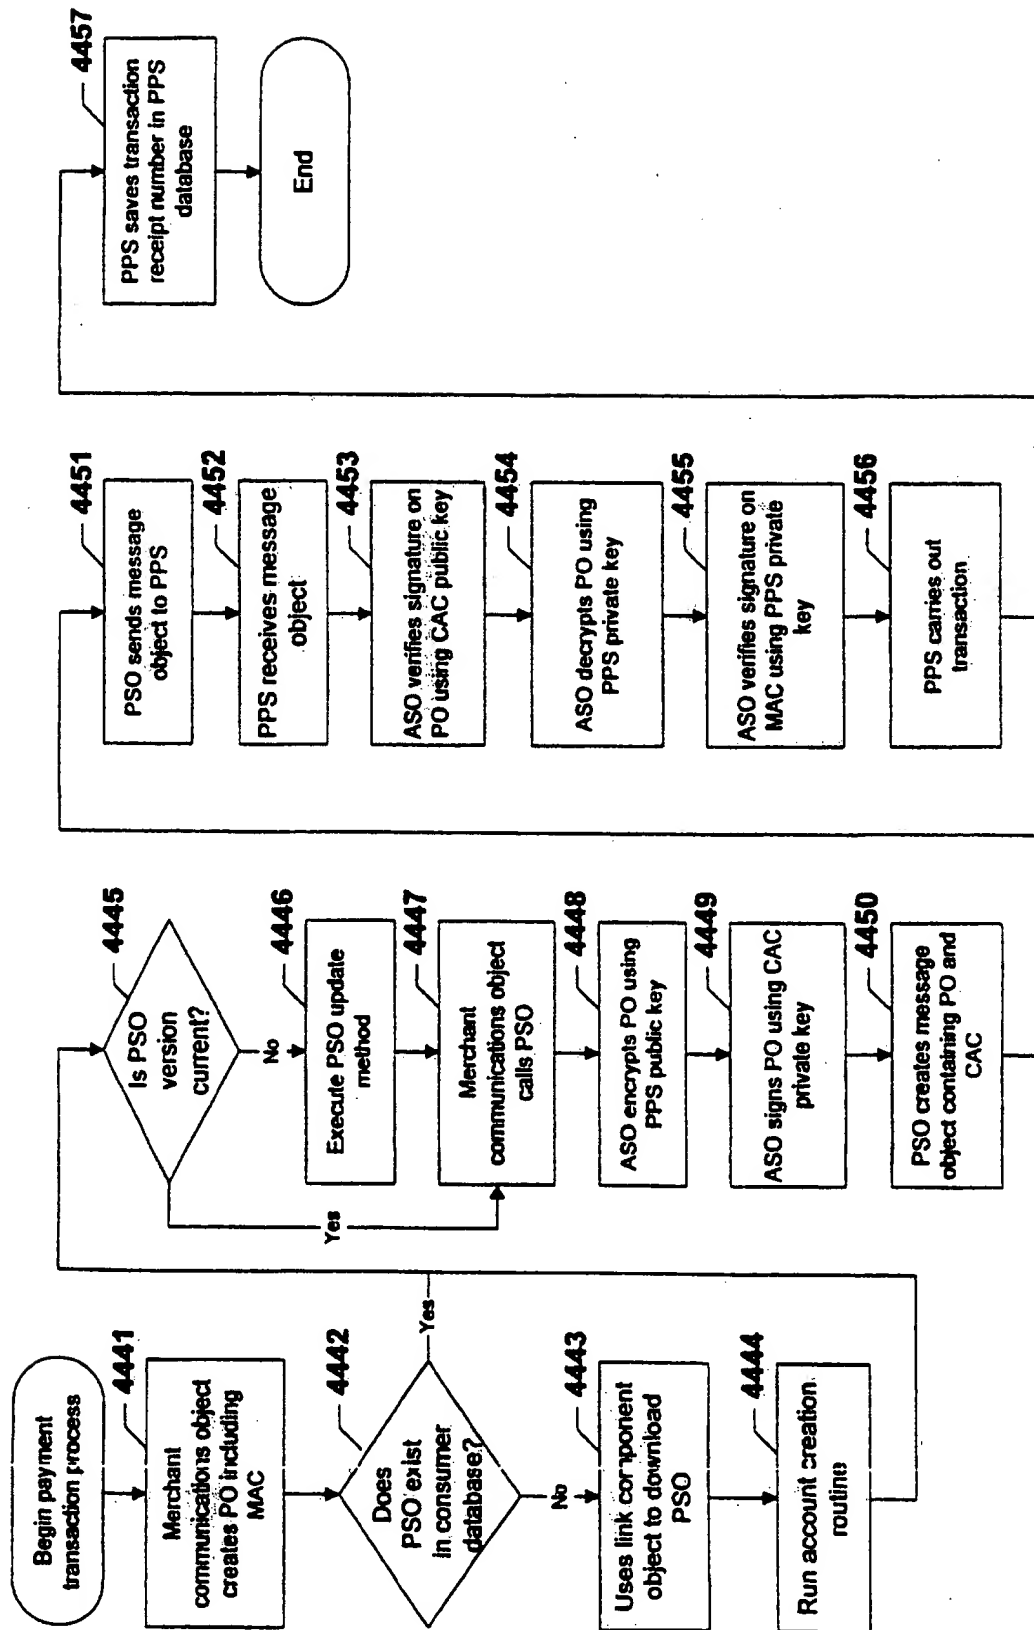 Begin payment
transaction process
4441
Merchant
communications object
creates PO including
MAC
4442
Does
PSO exist
in consumer
database?
Yes
No
4443
Uses link component
object to download
PSO
4444
Run account creation
routine
4445
Is PSO
version
current?
Yes
No
4446
Execute PSO update
method
4447
Merchant
communications object
calls PSO
4448
ASO encrypts PO using
PPS public key
4449
ASO signs PO using CAC
private key
4450
PSO creates message
object containing PO and
CAC
4451
PSO sends message
object to PPS
4452
PPS receives message
object
4453
ASO verifies signature on
PO using CAC public key
4454
ASO decrypts PO using
PPS private key
4455
ASO verifies signature on
MAC using PPS private
key
4456
PPS carries out
transaction
4457
PPS saves transaction
receipt number in PPS
database
End